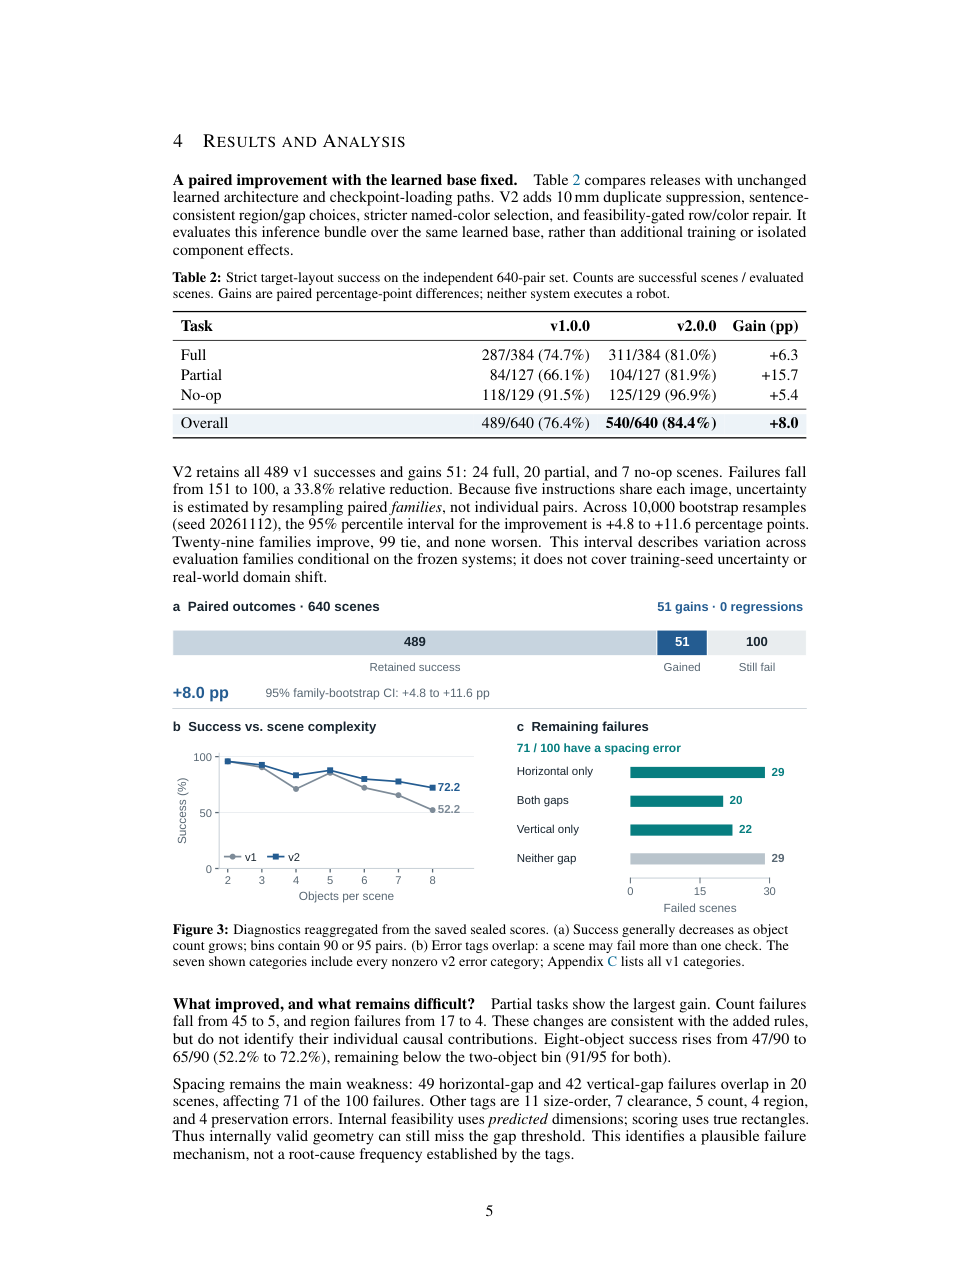 4 RESULTS AND ANALYSIS
A paired improvement with the learned base fixed. Table 2 compares releases with unchanged
learned architecture and checkpoint-loading paths. V2 adds 10 mm duplicate suppression, sentence-
consistent region/gap choices, stricter named-color selection, and feasibility-gated row/color repair. It
evaluates this inference bundle over the same learned base, rather than additional training or isolated
component effects.
Table 2: Strict target-layout success on the independent 640-pair set. Counts are successful scenes / evaluated
scenes. Gains are paired percentage-point differences; neither system executes a robot.
Task v1.0.0 v2.0.0 Gain (pp)
Full 287/384 (74.7%) 311/384 (81.0%) +6.3
Partial 84/127 (66.1%) 104/127 (81.9%) +15.7
No-op 118/129 (91.5%) 125/129 (96.9%) +5.4
Overall 489/640 (76.4%) 540/640 (84.4%) +8.0
V2 retains all 489 v1 successes and gains 51: 24 full, 20 partial, and 7 no-op scenes. Failures fall
from 151 to 100, a 33.8% relative reduction. Because five instructions share each image, uncertainty
is estimated by resampling paired families, not individual pairs. Across 10,000 bootstrap resamples
(seed 20261112), the 95% percentile interval for the improvement is +4.8 to +11.6 percentage points.
Twenty-nine families improve, 99 tie, and none worsen. This interval describes variation across
evaluation families conditional on the frozen systems; it does not cover training-seed uncertainty or
real-world domain shift.
a Paired outcomes · 640 scenes 51 gains · 0 regressions
489 51 100
Retained success Gained Still fail
+8.0 pp 95% family-bootstrap CI: +4.8 to +11.6 pp
b Success vs. scene complexity
100
50
0
Success (%)
72.2
52.2
v1 v2
2 3 4 5 6 7 8
Objects per scene
c Remaining failures
71 / 100 have a spacing error
Horizontal only 29
Both gaps 20
Vertical only 22
Neither gap 29
0 15 30
Failed scenes
Figure 3: Diagnostics reaggregated from the saved sealed scores. (a) Success generally decreases as object
count grows; bins contain 90 or 95 pairs. (b) Error tags overlap: a scene may fail more than one check. The
seven shown categories include every nonzero v2 error category; Appendix C lists all v1 categories.
What improved, and what remains difficult? Partial tasks show the largest gain. Count failures
fall from 45 to 5, and region failures from 17 to 4. These changes are consistent with the added rules,
but do not identify their individual causal contributions. Eight-object success rises from 47/90 to
65/90 (52.2% to 72.2%), remaining below the two-object bin (91/95 for both).
Spacing remains the main weakness: 49 horizontal-gap and 42 vertical-gap failures overlap in 20
scenes, affecting 71 of the 100 failures. Other tags are 11 size-order, 7 clearance, 5 count, 4 region,
and 4 preservation errors. Internal feasibility uses predicted dimensions; scoring uses true rectangles.
Thus internally valid geometry can still miss the gap threshold. This identifies a plausible failure
mechanism, not a root-cause frequency established by the tags.
5